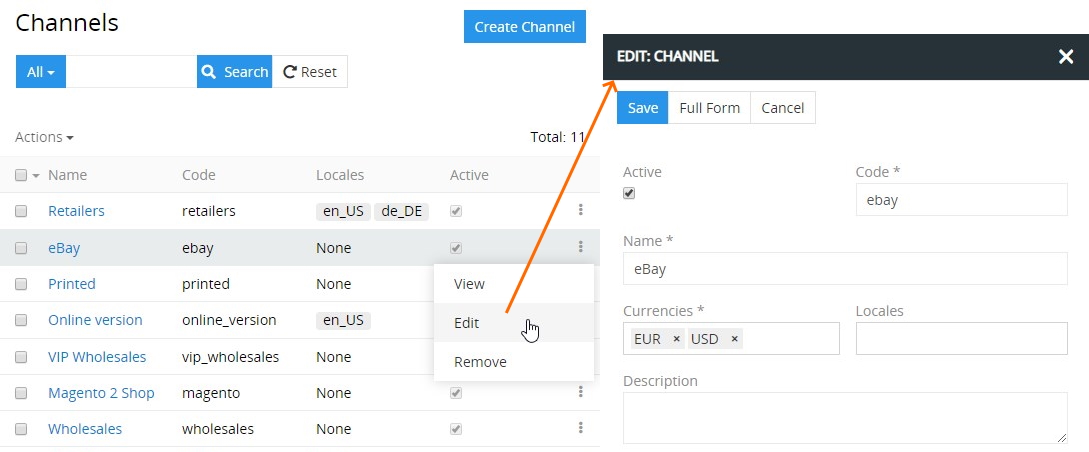 Channels
Create Channel
All
Search Reset
Actions Total: 11
Name Code Locales Active
Retailers retailers en_US de_DE
eBay ebay None
Printed printed None
Online version online_version en_US
VIP Wholesales vip_wholesales None
Magento 2 Shop magento None
Wholesales wholesales None
View
Edit
Remove
EDIT: CHANNEL
Save Full Form Cancel
Active Code *
ebay
Name *
eBay
Currencies * Locales
EUR × USD ×
Description